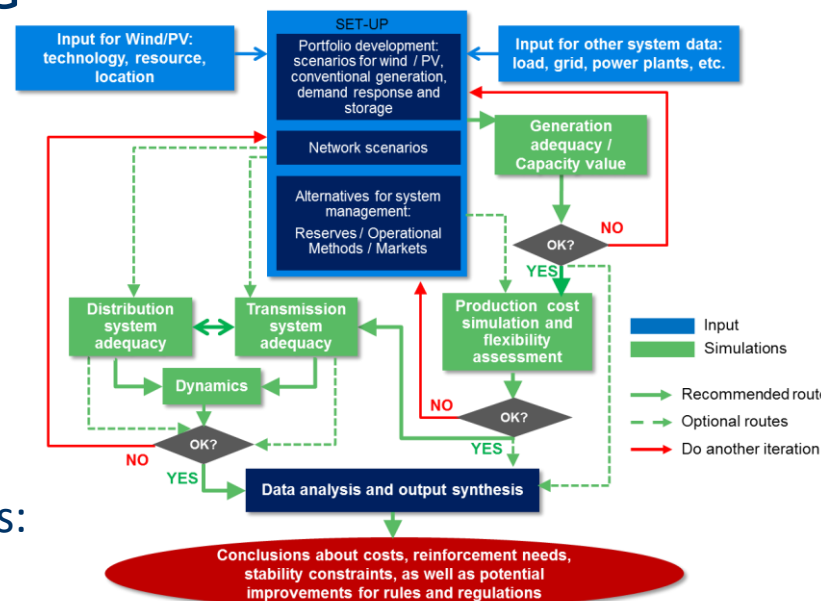 G
SET-UP
Input for Wind/PV:
technology, resource,
location
Portfolio development:
scenarios for wind / PV,
conventional generation,
demand response and
storage
Input for other system data:
load, grid, power plants, etc.
Network scenarios
Generation
adequacy /
Capacity value
Alternatives for system
management:
Reserves / Operational
Methods / Markets
OK?
NO
YES
Distribution
system
adequacy
Transmission
system
adequacy
Production cost
simulation and
flexibility
assessment
Input
Simulations
Dynamics
Recommended rout
Optional routes
Do another iteration
OK?
NO
YES
OK?
NO
YES
Data analysis and output synthesis
s:
Conclusions about costs, reinforcement needs,
stability constraints, as well as potential
improvements for rules and regulations